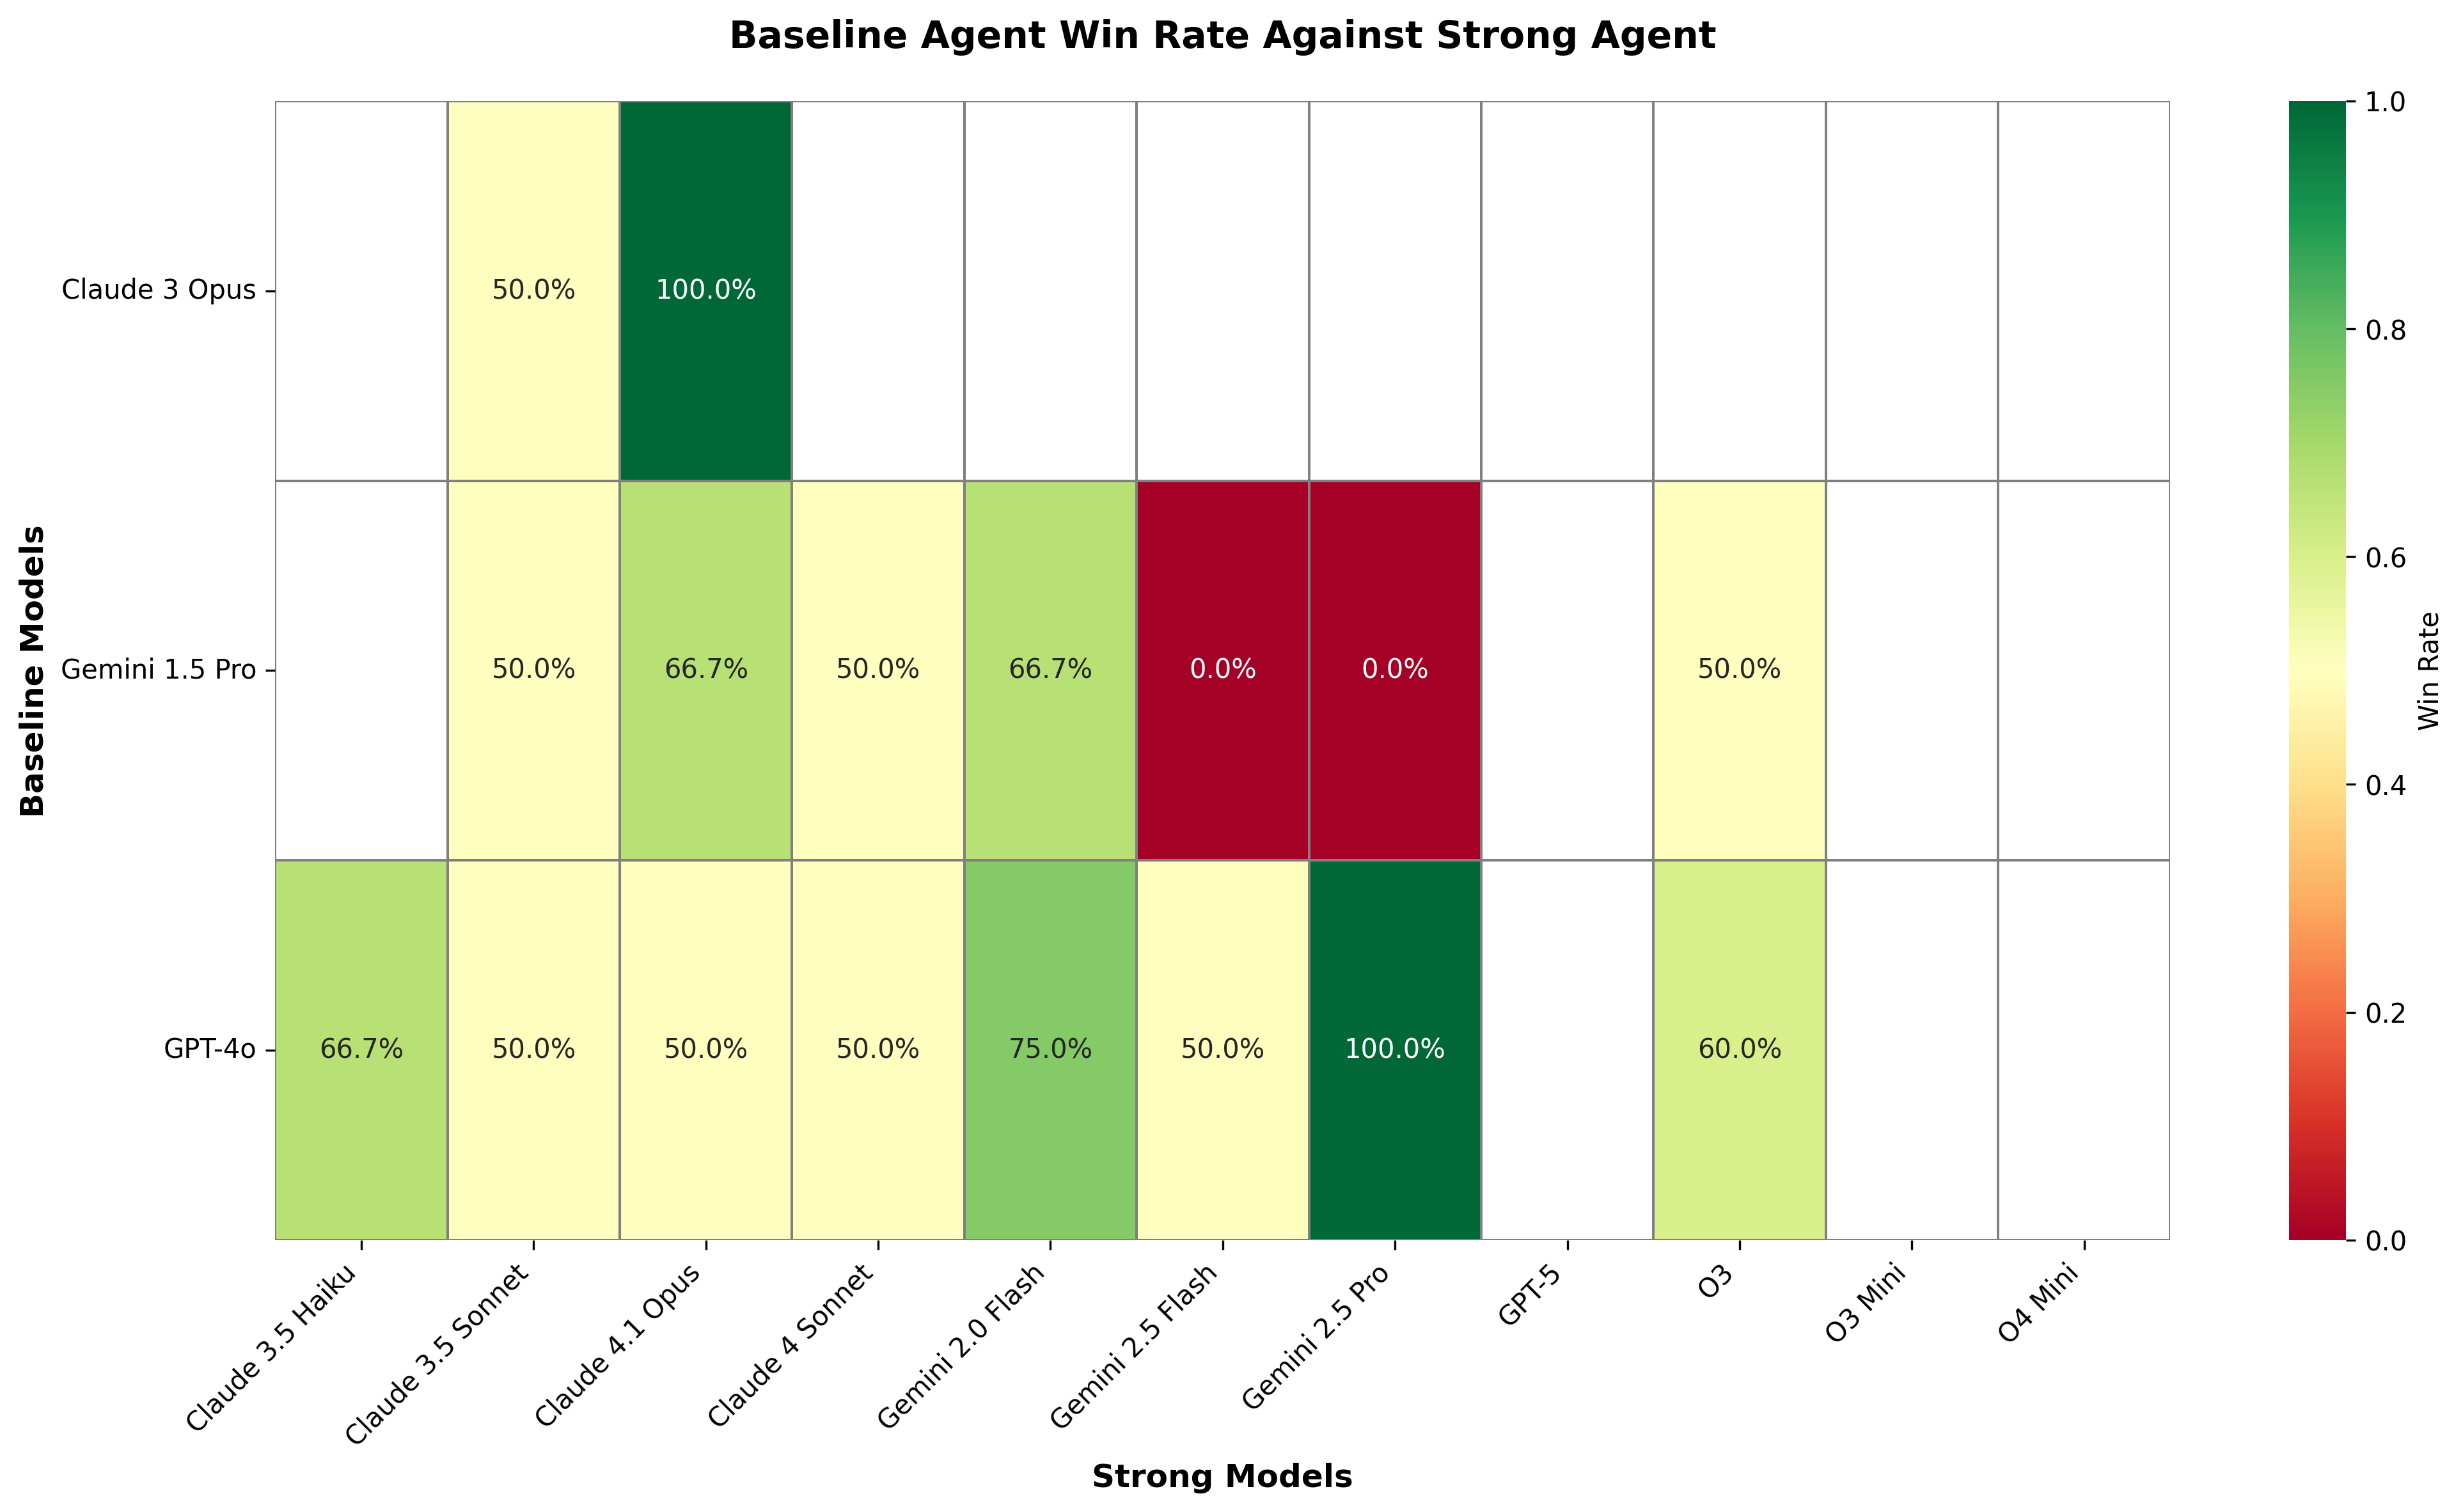 Baseline Agent Win Rate Against Strong Agent
Baseline Models
Claude 3 Opus
50.0%
100.0%
Gemini 1.5 Pro
50.0%
66.7%
50.0%
66.7%
0.0%
0.0%
50.0%
GPT-4o
66.7%
50.0%
50.0%
50.0%
75.0%
50.0%
100.0%
60.0%
Claude 3.5 Haiku
Claude 3.5 Sonnet
Claude 4.1 Opus
Claude 4 Sonnet
Gemini 2.0 Flash
Gemini 2.5 Flash
Gemini 2.5 Pro
GPT-5
O3
O3 Mini
O4 Mini
Strong Models
1.0
0.8
0.6
0.4
0.2
0.0
Win Rate